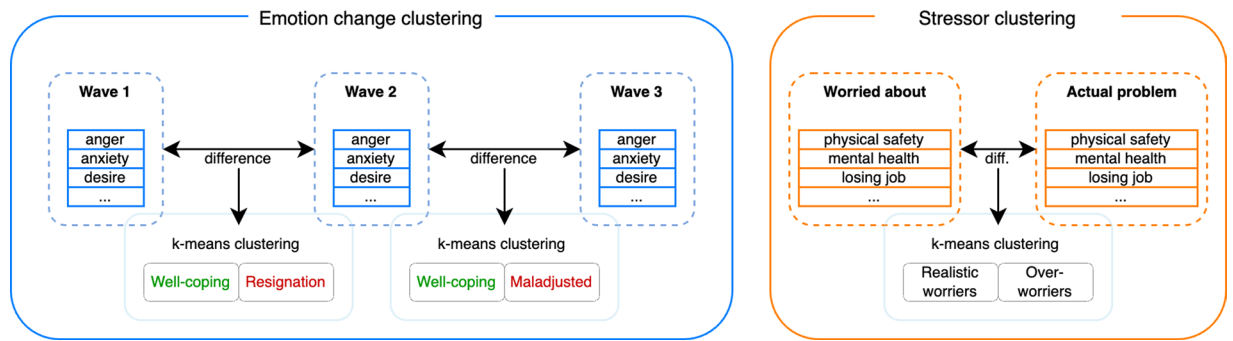 Emotion change clustering
Wave 1
anger
anxiety
desire
...
difference
Wave 2
anger
anxiety
desire
...
difference
Wave 3
anger
anxiety
desire
...
k-means clustering
Well-coping
Resignation
k-means clustering
Well-coping
Maladjusted
Stressor clustering
Worried about
physical safety
mental health
losing job
...
diff.
Actual problem
physical safety
mental health
losing job
...
k-means clustering
Realistic
worriers
Over-
worriers